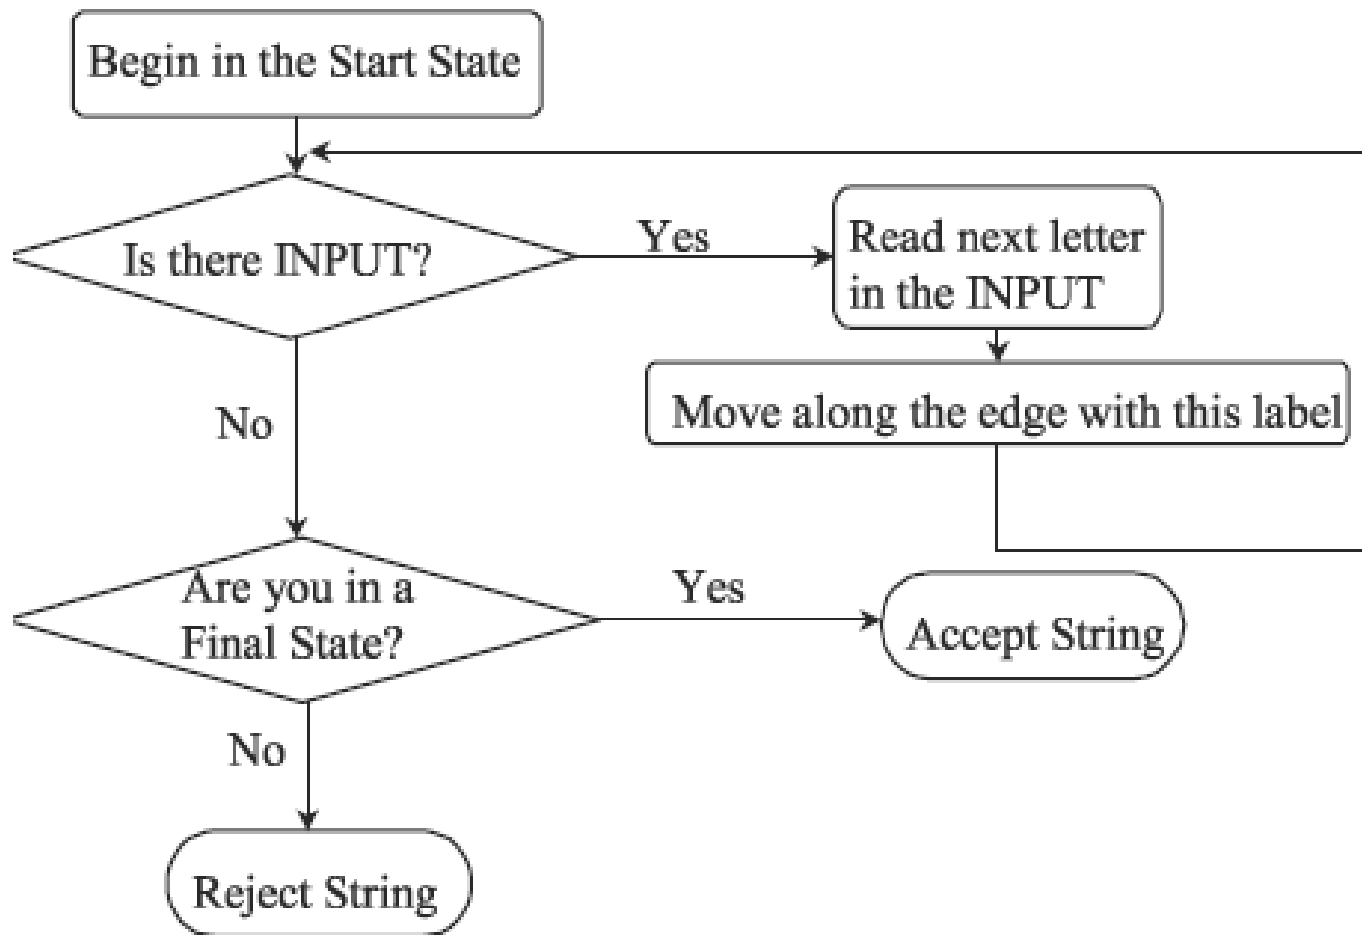 Begin in the Start State
Is there INPUT?
Yes
Read next letter
in the INPUT
Move along the edge with this label
No
Are you in a
Final State?
Yes
Accept String
No
Reject String